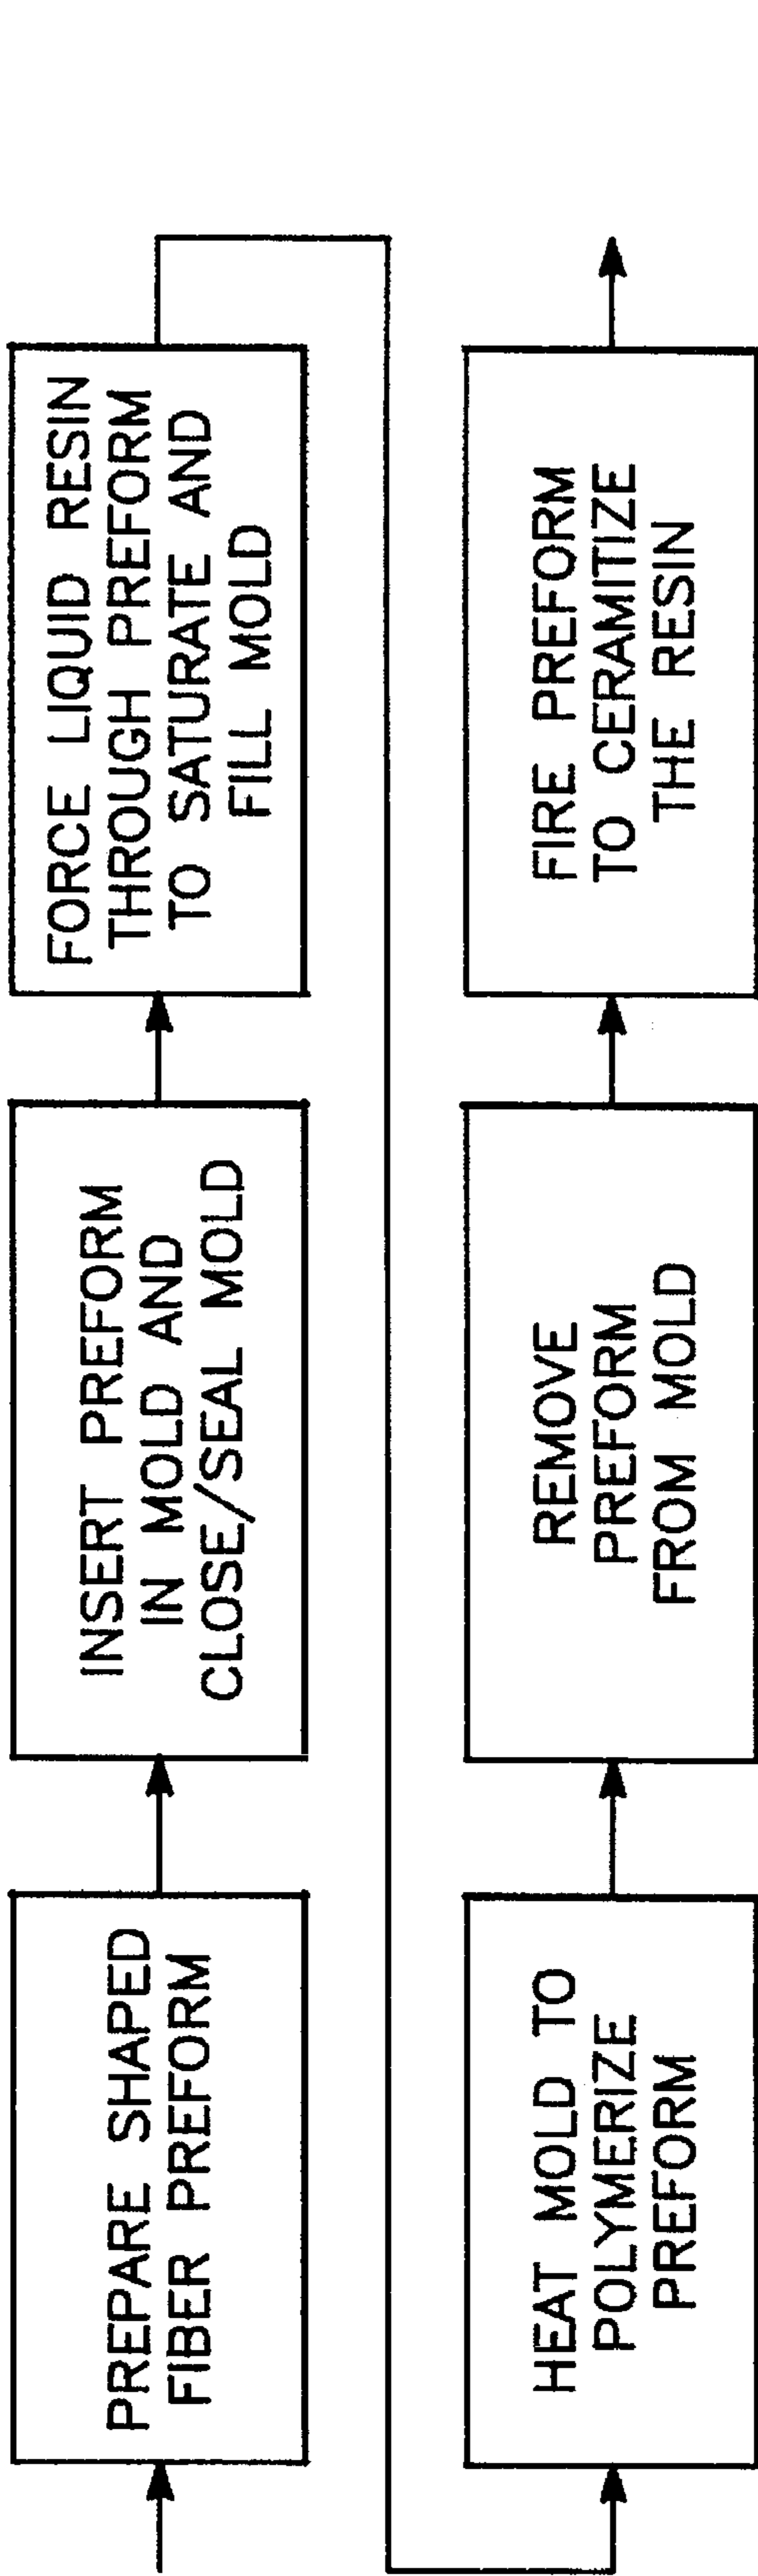 PREPARE SHAPED
FIBER PREFORM
INSERT PREFORM
IN MOLD AND
CLOSE/SEAL MOLD
FORCE LIQUID RESIN
THROUGH PREFORM
TO SATURATE AND
FILL MOLD
HEAT MOLD TO
POLYMERIZE
PREFORM
REMOVE
PREFORM
FROM MOLD
FIRE PREFORM
TO CERAMITIZE
THE RESIN